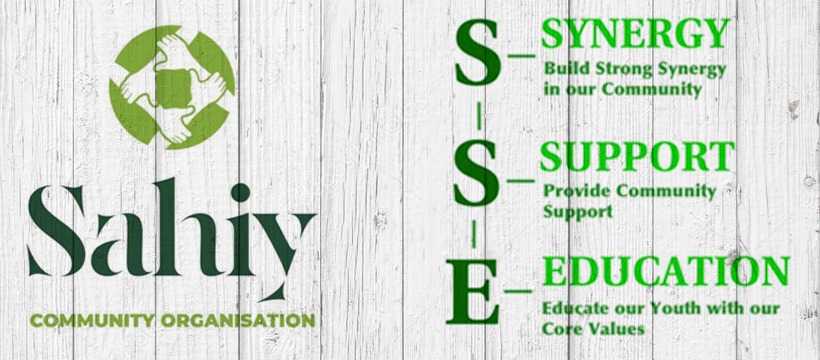 Sahiy
COMMUNITY ORGANISATION
S – SYNERGY
Build Strong Synergy
in our Community
S – SUPPORT
Provide Community
Support
E – EDUCATION
Educate our Youth with our
Core Values